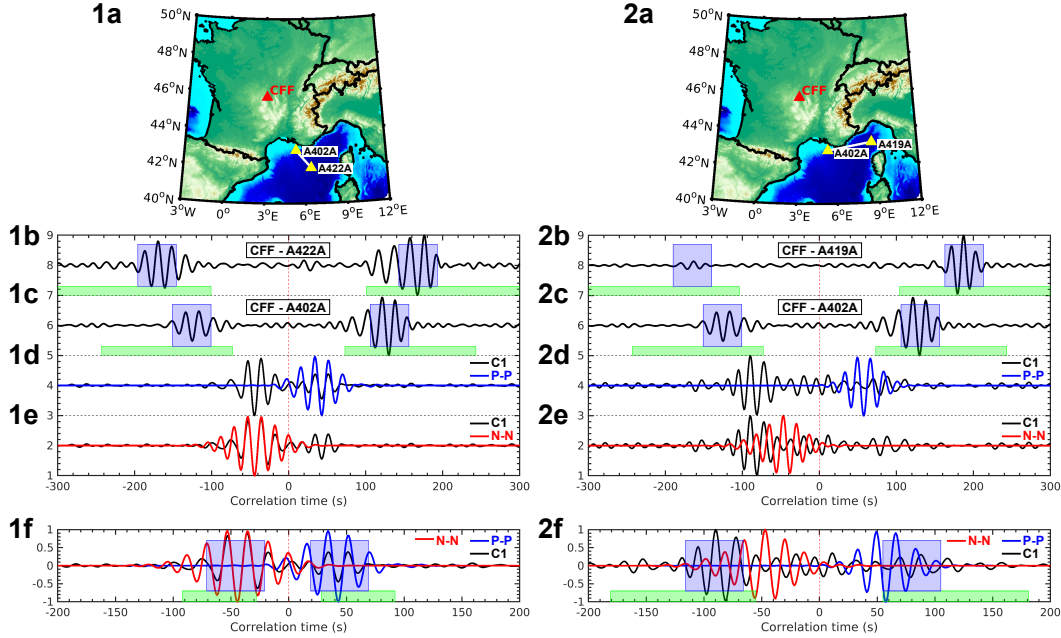 1a
50°N
48°N
46°N
44°N
42°N
40°N
3°W
0°
3°E
6°E
9°E
12°E
CFF
A402A
A422A
2a
50°N
48°N
46°N
44°N
42°N
40°N
3°W
0°
3°E
6°E
9°E
12°E
CFF
A402A
A419A
1b
1c
1d
1e
9
8
7
6
5
4
3
2
1
CFF - A422A
CFF - A402A
C1
P-P
C1
N-N
-300
-200
-100
0
100
200
300
Correlation time (s)
2b
2c
2d
2e
9
8
7
6
5
4
3
2
1
CFF - A419A
CFF - A402A
C1
P-P
C1
N-N
-300
-200
-100
0
100
200
300
Correlation time (s)
1f
1
0.5
0
-0.5
-1
N-N
P-P
C1
-200
-150
-100
-50
0
50
100
150
200
Correlation time (s)
2f
1
0.5
0
-0.5
-1
N-N
P-P
C1
-200
-150
-100
-50
0
50
100
150
200
Correlation time (s)